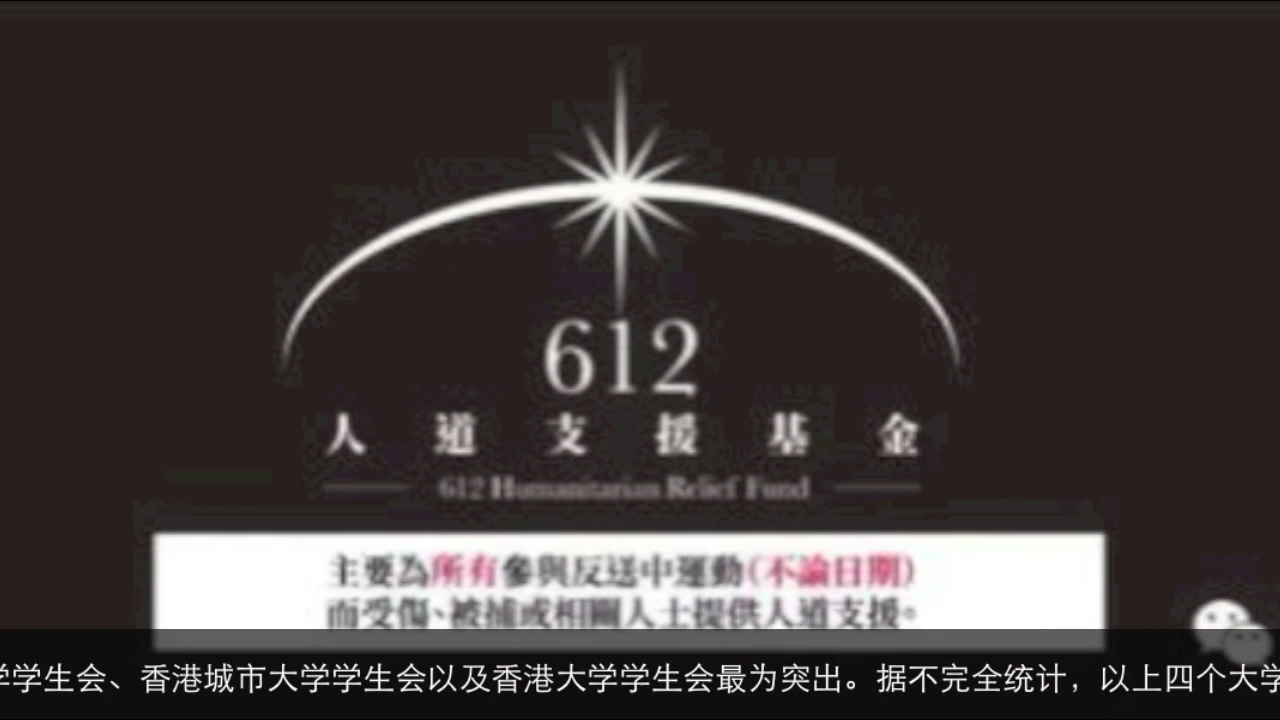 612
人道支援基金
612 Humanitarian Relief Fund
主要為所有參與反送中運動(不論日期)
而受傷、被捕或相關人士提供人道支援。
学学生会、香港城市大学学生会以及香港大学学生会最为突出。据不完全统计，以上四个大学